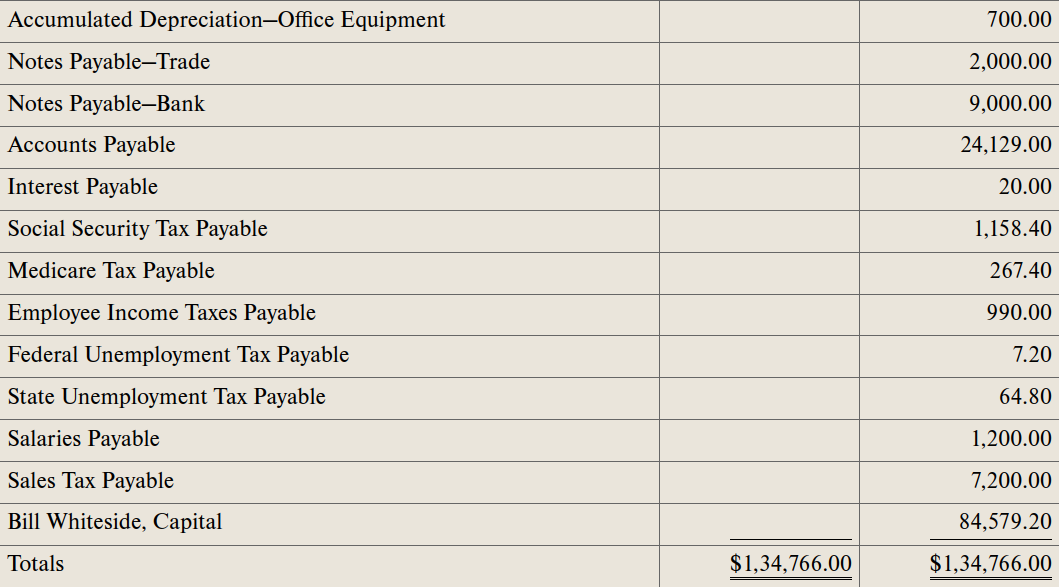 Accumulated Depreciation–Office Equipment 700.00
Notes Payable–Trade 2,000.00
Notes Payable–Bank 9,000.00
Accounts Payable 24,129.00
Interest Payable 20.00
Social Security Tax Payable 1,158.40
Medicare Tax Payable 267.40
Employee Income Taxes Payable 990.00
Federal Unemployment Tax Payable 7.20
State Unemployment Tax Payable 64.80
Salaries Payable 1,200.00
Sales Tax Payable 7,200.00
Bill Whiteside, Capital 84,579.20
Totals $1,34,766.00 $1,34,766.00